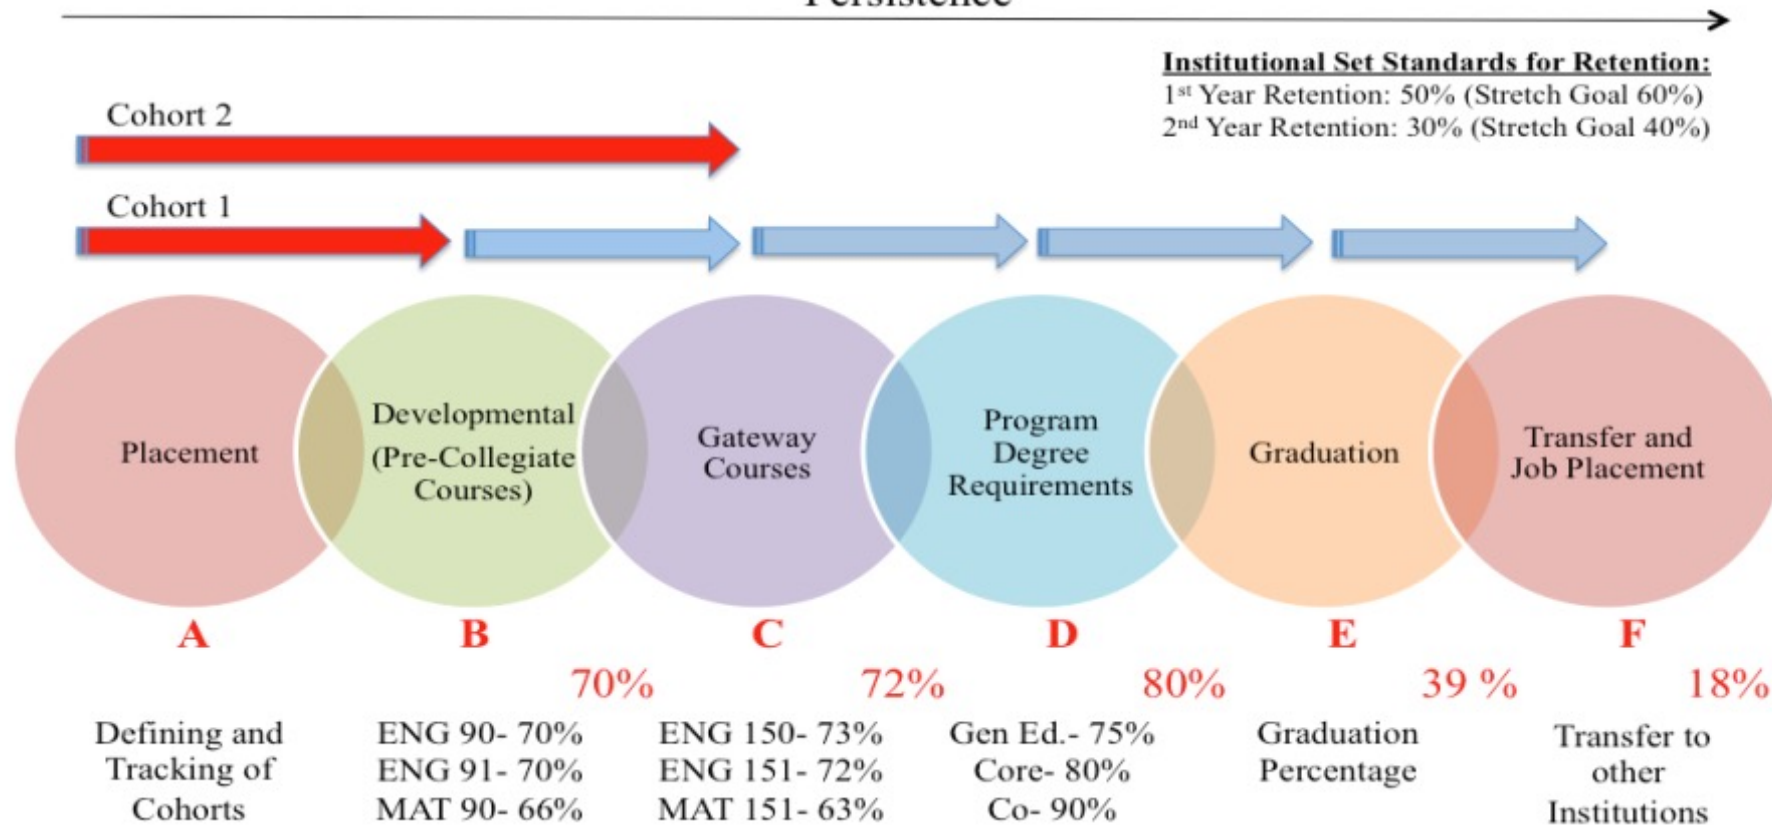 Persistence
Institutional Set Standards for Retention:
1st Year Retention: 50% (Stretch Goal 60%)
2nd Year Retention: 30% (Stretch Goal 40%)
Cohort 2
Cohort 1
Placement
Developmental
(Pre-Collegiate
Courses)
Gateway
Courses
Program
Degree
Requirements
Graduation
Transfer and
Job Placement
A
B
C
D
E
F
70%
72%
80%
39 %
18%
Defining and
Tracking of
Cohorts
ENG 90- 70%
ENG 91- 70%
MAT 90- 66%
ENG 150- 73%
ENG 151- 72%
MAT 151- 63%
Gen Ed.- 75%
Core- 80%
Co- 90%
Graduation
Percentage
Transfer to
other
Institutions